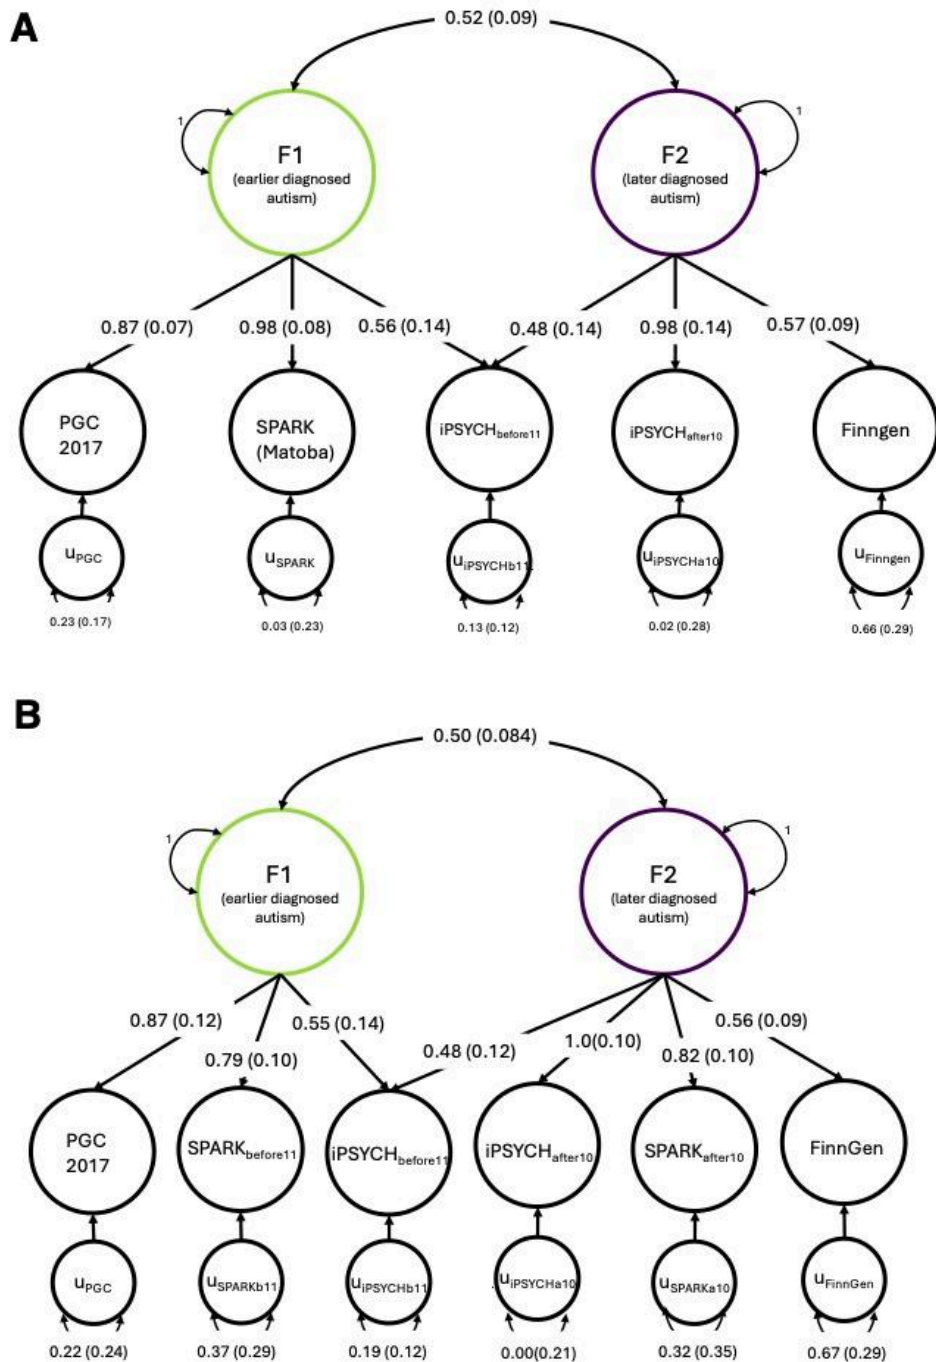 A
0.52 (0.09)
1
F1
(earlier diagnosed
autism)
1
F2
(later diagnosed
autism)
0.87 (0.07)
0.98 (0.08)
0.56 (0.14)
0.48 (0.14)
0.98 (0.14)
0.57 (0.09)
PGC
2017
SPARK
(Matoba)
iPSYCHbefore11
iPSYCHafter10
Finngen
uPGC
uSPARK
uiPSYCHb11
uiPSYCHa10
uFinngen
0.23 (0.17)
0.03 (0.23)
0.13 (0.12)
0.02 (0.28)
0.66 (0.29)
B
0.50 (0.084)
1
F1
(earlier diagnosed
autism)
1
F2
(later diagnosed
autism)
0.87 (0.12)
0.79 (0.10)
0.55 (0.14)
0.48 (0.12)
1.0(0.10)
0.82 (0.10)
0.56 (0.09)
PGC
2017
SPARKbefore11
iPSYCHbefore11
iPSYCHafter10
SPARKafter10
FinnGen
uPGC
uSPARKb11
uiPSYCHb11
uiPSYCHa10
uSPARKa10
uFinnGen
0.22 (0.24)
0.37 (0.29)
0.19 (0.12)
0.00(0.21)
0.32 (0.35)
0.67 (0.29)